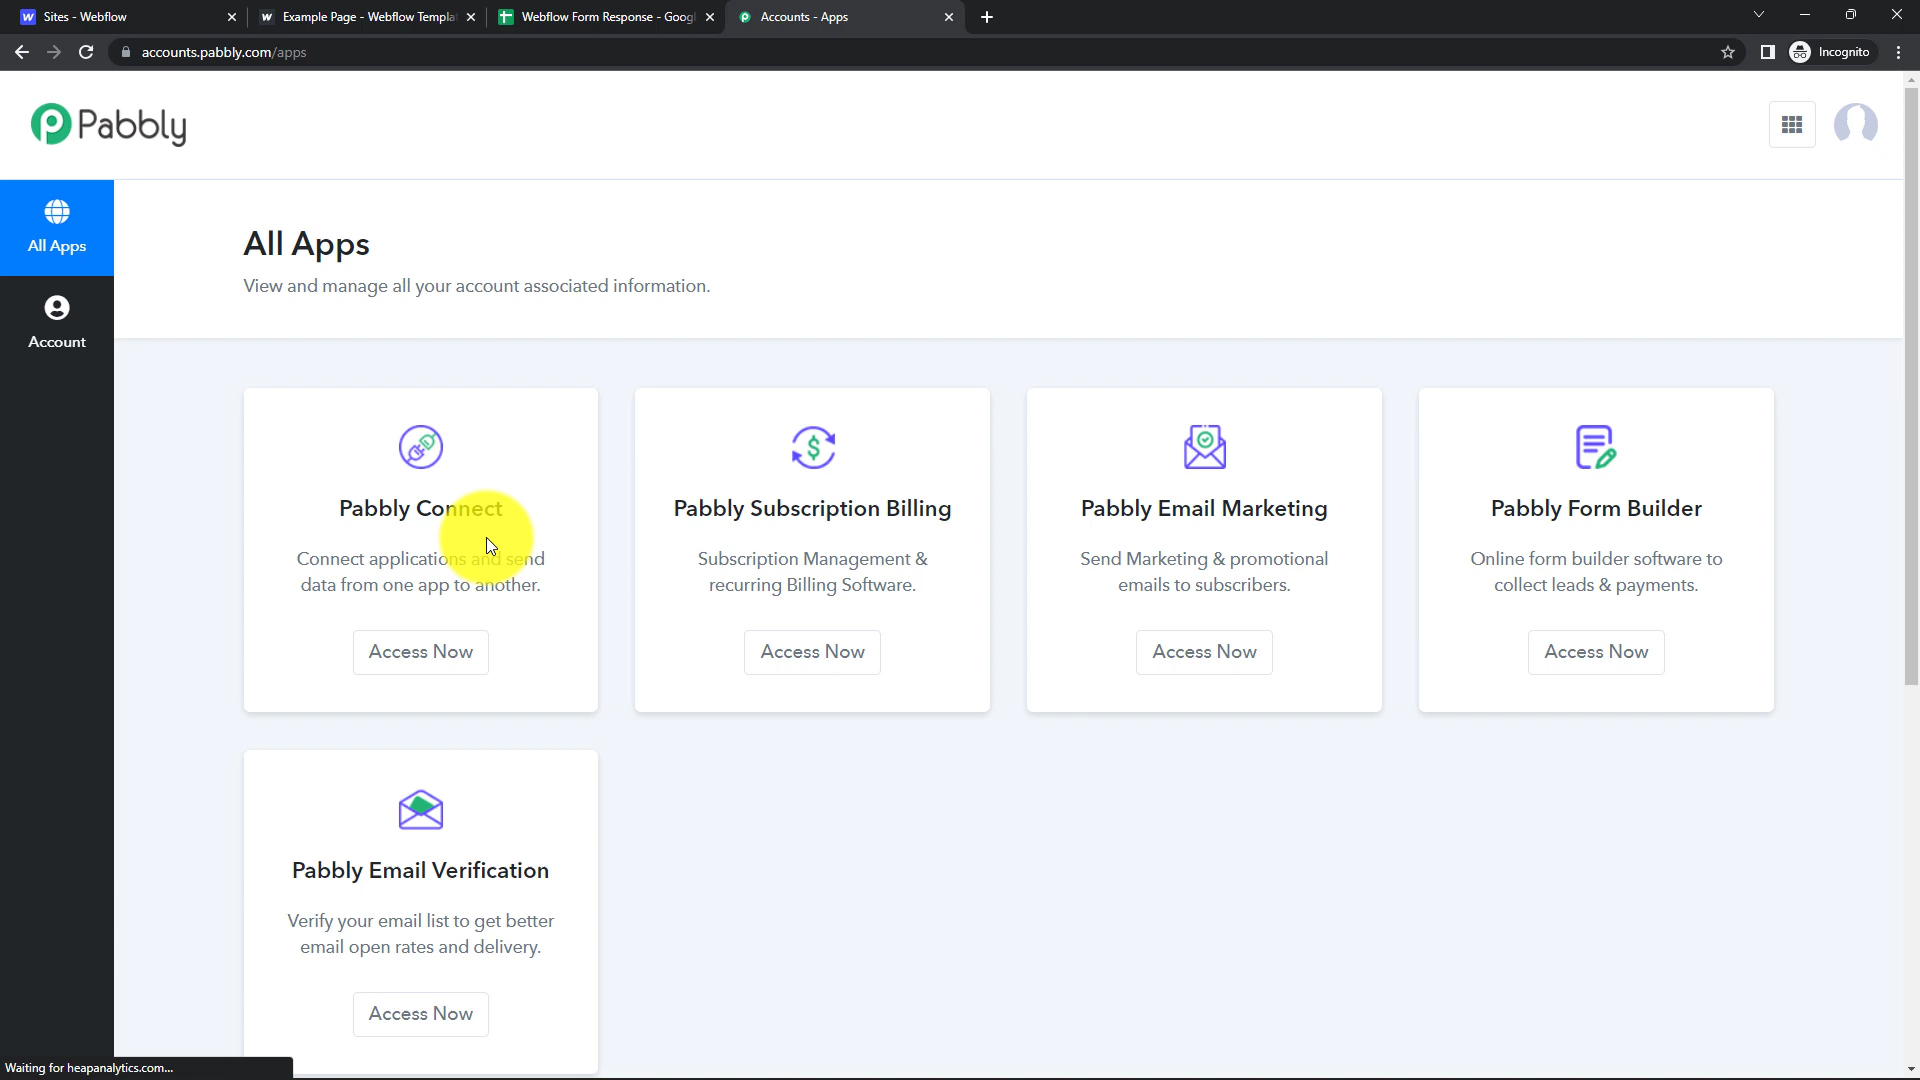 Sites - Webflow
Example Page - Webflow Templa
Webflow Form Response - Googl
Accounts - Apps
accounts.pabbly.com/apps
Incognito
Pabbly
All Apps
Account
All Apps
View and manage all your account associated information.
Pabbly Connect
Connect applications and send
data from one app to another.
Access Now
Pabbly Subscription Billing
Subscription Management &
recurring Billing Software.
Access Now
Pabbly Email Marketing
Send Marketing & promotional
emails to subscribers.
Access Now
Pabbly Form Builder
Online form builder software to
collect leads & payments.
Access Now
Pabbly Email Verification
Verify your email list to get better
email open rates and delivery.
Access Now
Waiting for heapanalytics.com...